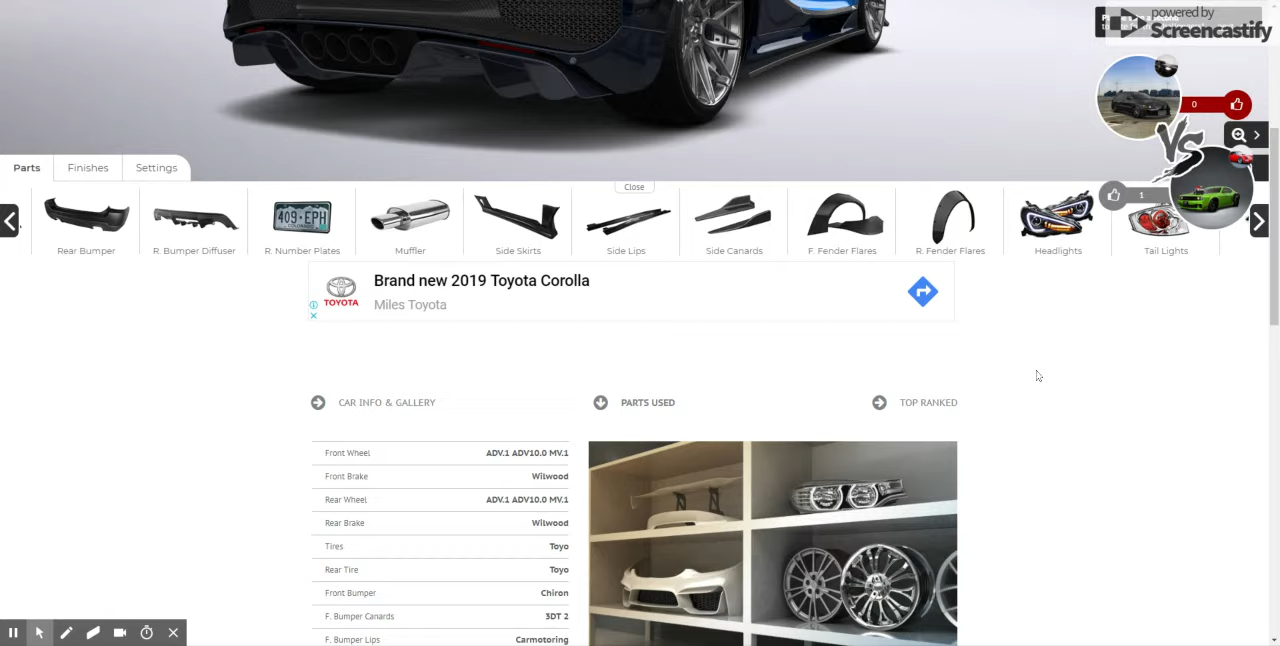 powered by
Screencastify
0
VS
1
Parts
Finishes
Settings
Close
409·EPH
COLORADO
Rear Bumper
R. Bumper Diffuser
R. Number Plates
Muffler
Side Skirts
Side Lips
Side Canards
F. Fender Flares
R. Fender Flares
Headlights
Tail Lights
Brand new 2019 Toyota Corolla
TOYOTA
Miles Toyota
CAR INFO & GALLERY
PARTS USED
TOP RANKED
Front Wheel ADV.1 ADV10.0 MV.1
Front Brake Wilwood
Rear Wheel ADV.1 ADV10.0 MV.1
Rear Brake Wilwood
Tires Toyo
Rear Tire Toyo
Front Bumper Chiron
F. Bumper Canards 3DT 2
F. Bumper Lips Carmotoring